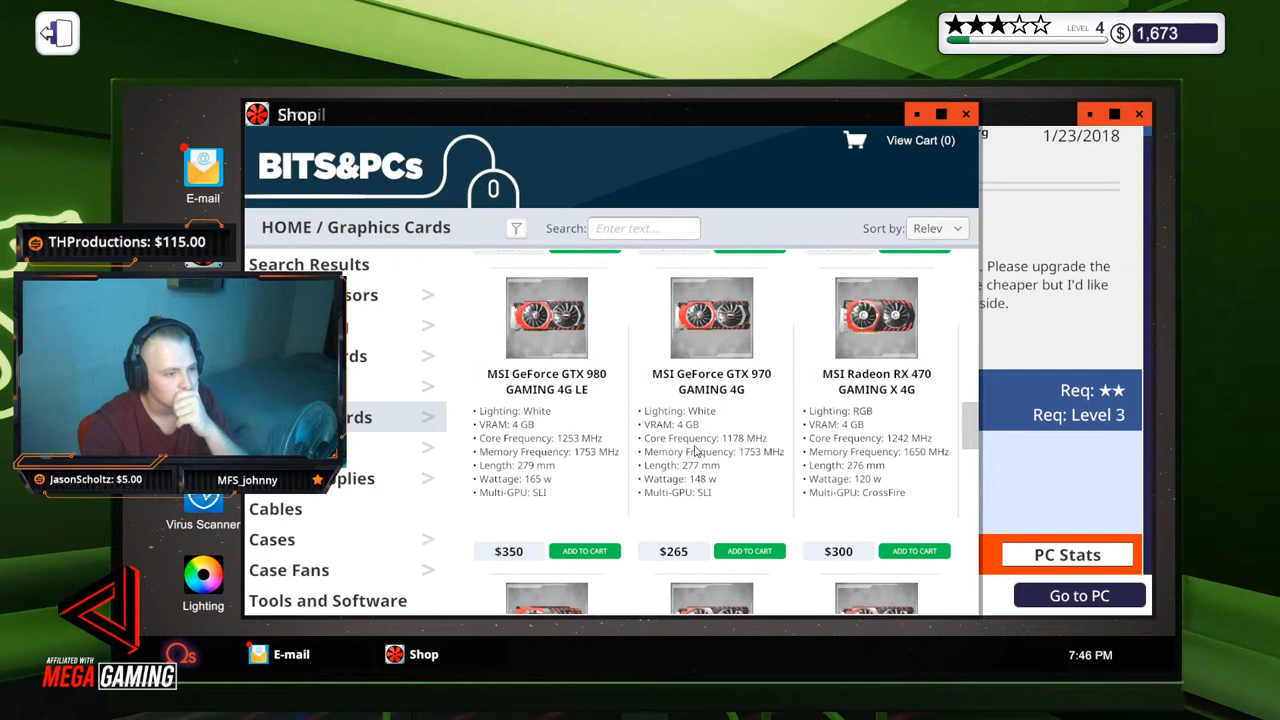 LEVEL 4
$ 1,673
Shop
BITS&PCs
View Cart (0)
1/23/2018
HOME / Graphics Cards
Search:
Enter text...
Sort by:
Relev
E-mail
THProductions: $115.00
Search Results
Please upgrade the
cheaper but I'd like
side.
MSI GeForce GTX 980
GAMING 4G LE
• Lighting: White
• VRAM: 4 GB
• Core Frequency: 1253 MHz
• Memory Frequency: 1753 MHz
• Length: 279 mm
• Wattage: 165 w
• Multi-GPU: SLI
$350
ADD TO CART
MSI GeForce GTX 970
GAMING 4G
• Lighting: White
• VRAM: 4 GB
• Core Frequency: 1178 MHz
• Memory Frequency: 1753 MHz
• Length: 277 mm
• Wattage: 148 w
• Multi-GPU: SLI
$265
ADD TO CART
MSI Radeon RX 470
GAMING X 4G
• Lighting: RGB
• VRAM: 4 GB
• Core Frequency: 1242 MHz
• Memory Frequency: 1650 MHz
• Length: 276 mm
• Wattage: 120 w
• Multi-GPU: CrossFire
$300
ADD TO CART
Req: ★★
Req: Level 3
JasonScholtz: $5.00
MFS_johnny
Cables
Cases
Case Fans
Tools and Software
Virus Scanner
Lighting
PC Stats
Go to PC
AFFILIATED WITH
MEGA GAMING
E-mail
Shop
7:46 PM